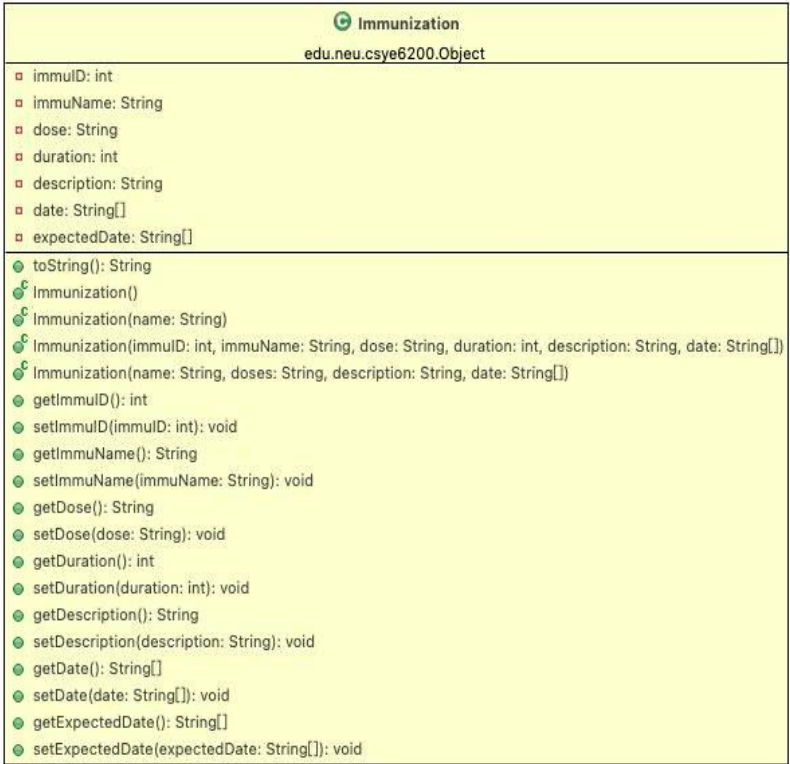 Immunization
edu.neu.csye6200.Object
immuID: int
immuName: String
dose: String
duration: int
description: String
date: String[]
expectedDate: String[]
toString(): String
Immunization()
Immunization(name: String)
Immunization(immuID: int, immuName: String, dose: String, duration: int, description: String, date: String[])
Immunization(name: String, doses: String, description: String, date: String[])
getImmuID(): int
setImmuID(immuID: int): void
getImmuName(): String
setImmuName(immuName: String): void
getDose(): String
setDose(dose: String): void
getDuration(): int
setDuration(duration: int): void
getDescription(): String
setDescription(description: String): void
getDate(): String[]
setDate(date: String[]): void
getExpectedDate(): String[]
setExpectedDate(expectedDate: String[]): void